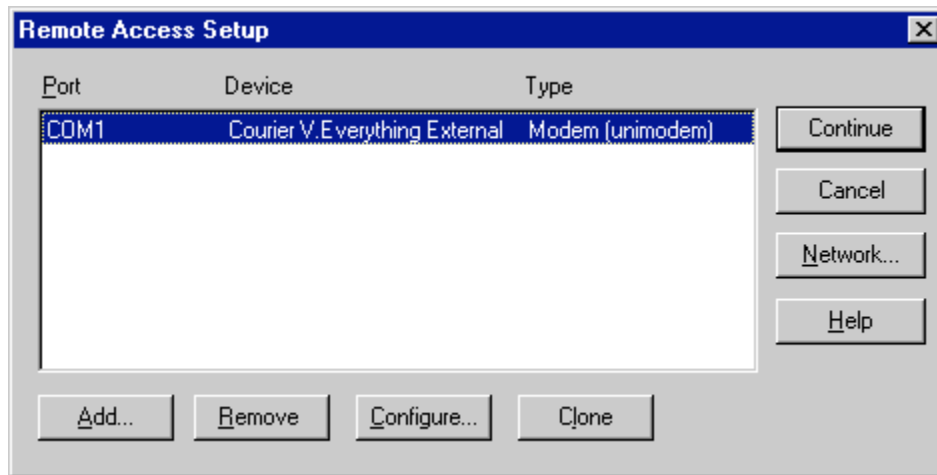 Remote Access Setup
Port Device Type
COM1 Courier V.Everything External Modem (unimodem)
Continue
Cancel
Network...
Help
Add... Remove Configure... Clone